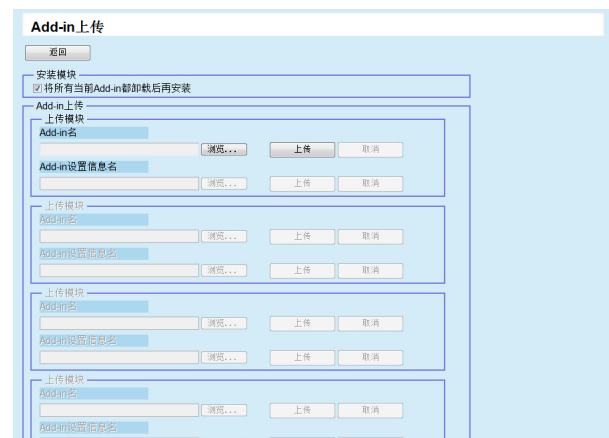 Add-in上传
返回
安装模块
将所有当前Add-in都卸载后再安装
Add-in上传
上传模块
Add-in名
浏览... 上传 取消
Add-in设置信息名
浏览... 上传 取消
上传模块
Add-in名
浏览... 上传 取消
Add-in设置信息名
浏览... 上传 取消
上传模块
Add-in名
浏览... 上传 取消
Add-in设置信息名
浏览... 上传 取消
上传模块
Add-in名
浏览... 上传 取消
Add-in设置信息名